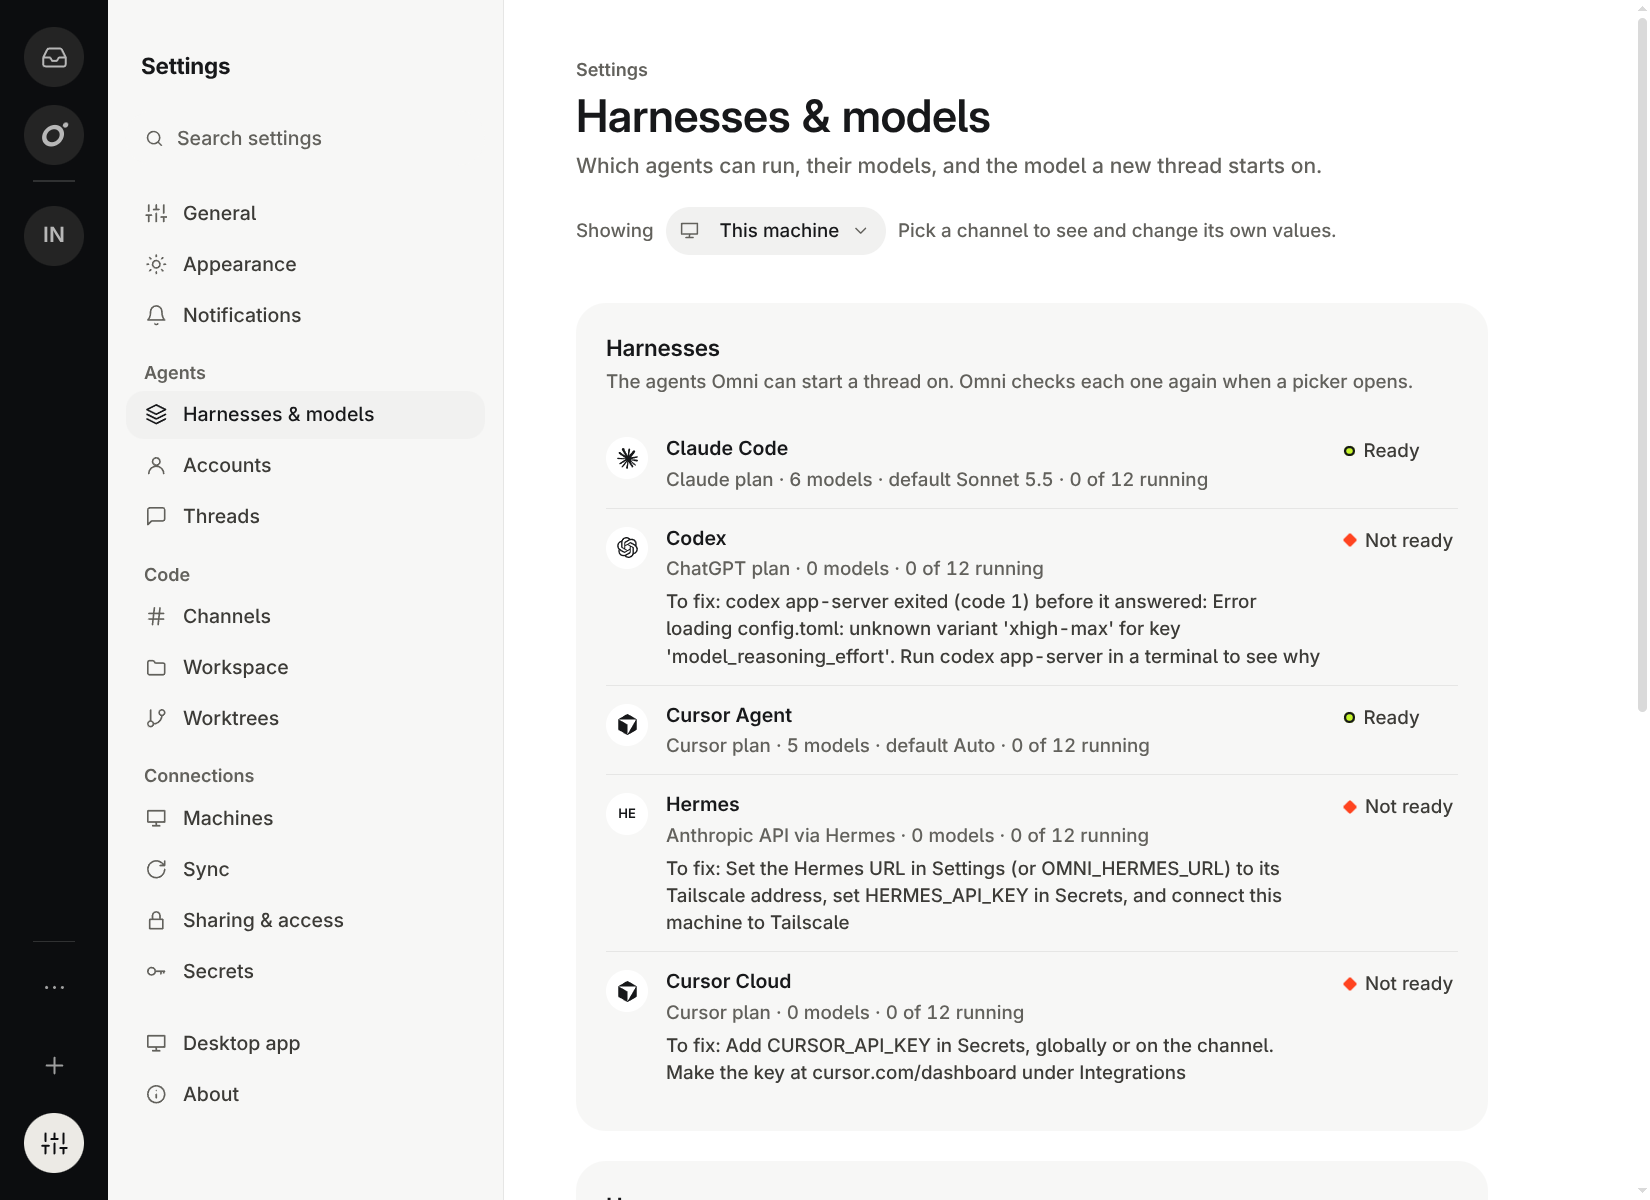 IN
Settings
Search settings
General
Appearance
Notifications
Agents
Harnesses & models
Accounts
Threads
Code
Channels
Workspace
Worktrees
Connections
Machines
Sync
Sharing & access
Secrets
Desktop app
About
Settings
Harnesses & models
Which agents can run, their models, and the model a new thread starts on.
Showing This machine Pick a channel to see and change its own values.
Harnesses
The agents Omni can start a thread on. Omni checks each one again when a picker opens.
Claude Code Ready
Claude plan · 6 models · default Sonnet 5.5 · 0 of 12 running
Codex Not ready
ChatGPT plan · 0 models · 0 of 12 running
To fix: codex app-server exited (code 1) before it answered: Error
loading config.toml: unknown variant 'xhigh-max' for key
'model_reasoning_effort'. Run codex app-server in a terminal to see why
Cursor Agent Ready
Cursor plan · 5 models · default Auto · 0 of 12 running
HE
Hermes Not ready
Anthropic API via Hermes · 0 models · 0 of 12 running
To fix: Set the Hermes URL in Settings (or OMNI_HERMES_URL) to its
Tailscale address, set HERMES_API_KEY in Secrets, and connect this
machine to Tailscale
Cursor Cloud Not ready
Cursor plan · 0 models · 0 of 12 running
To fix: Add CURSOR_API_KEY in Secrets, globally or on the channel.
Make the key at cursor.com/dashboard under Integrations